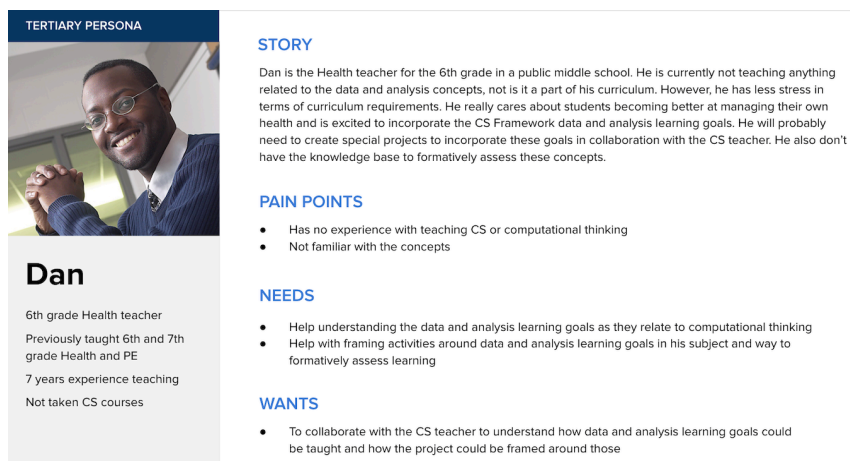 TERTIARY PERSONA
Dan
6th grade Health teacher
Previously taught 6th and 7th
grade Health and PE
7 years experience teaching
Not taken CS courses
STORY
Dan is the Health teacher for the 6th grade in a public middle school. He is currently not teaching anything
related to the data and analysis concepts, not is it a part of his curriculum. However, he has less stress in
terms of curriculum requirements. He really cares about students becoming better at managing their own
health and is excited to incorporate the CS Framework data and analysis learning goals. He will probably
need to create special projects to incorporate these goals in collaboration with the CS teacher. He also don't
have the knowledge base to formatively assess these concepts.
PAIN POINTS
● Has no experience with teaching CS or computational thinking
● Not familiar with the concepts
NEEDS
● Help understanding the data and analysis learning goals as they relate to computational thinking
● Help with framing activities around data and analysis learning goals in his subject and way to
formatively assess learning
WANTS
● To collaborate with the CS teacher to understand how data and analysis learning goals could
be taught and how the project could be framed around those